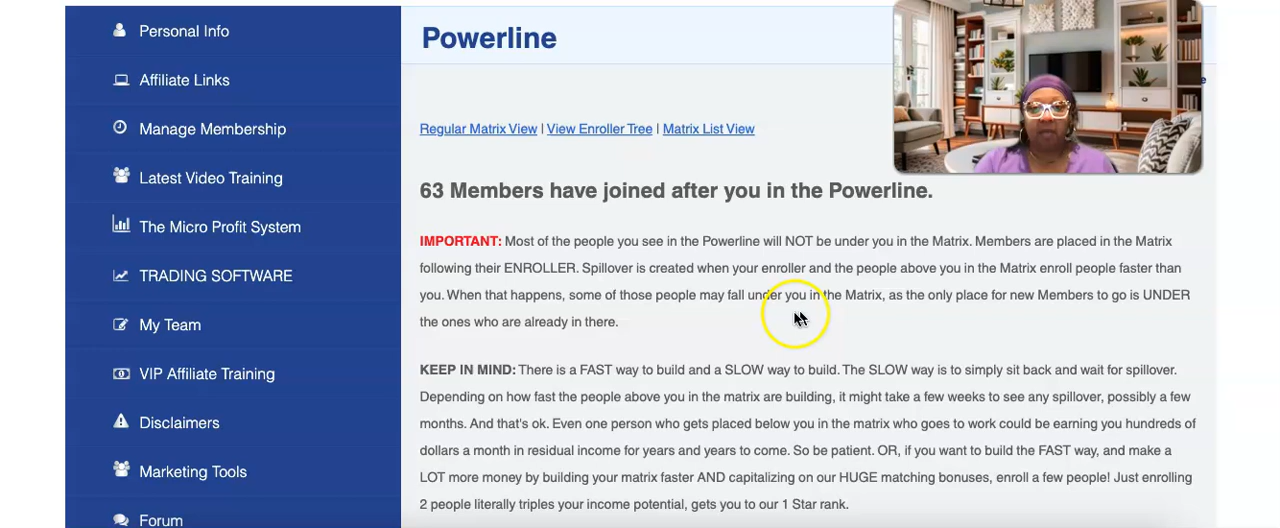 Personal Info
Affiliate Links
Manage Membership
Latest Video Training
The Micro Profit System
TRADING SOFTWARE
My Team
VIP Affiliate Training
Disclaimers
Marketing Tools
Forum
Powerline
Regular Matrix View | View Enroller Tree | Matrix List View
63 Members have joined after you in the Powerline.
IMPORTANT: Most of the people you see in the Powerline will NOT be under you in the Matrix. Members are placed in the Matrix
following their ENROLLER. Spillover is created when your enroller and the people above you in the Matrix enroll people faster than
you. When that happens, some of those people may fall under you in the Matrix, as the only place for new Members to go is UNDER
the ones who are already in there.
KEEP IN MIND: There is a FAST way to build and a SLOW way to build. The SLOW way is to simply sit back and wait for spillover.
Depending on how fast the people above you in the matrix are building, it might take a few weeks to see any spillover, possibly a few
months. And that's ok. Even one person who gets placed below you in the matrix who goes to work could be earning you hundreds of
dollars a month in residual income for years and years to come. So be patient. OR, if you want to build the FAST way, and make a
LOT more money by building your matrix faster AND capitalizing on our HUGE matching bonuses, enroll a few people! Just enrolling
2 people literally triples your income potential, gets you to our 1 Star rank.